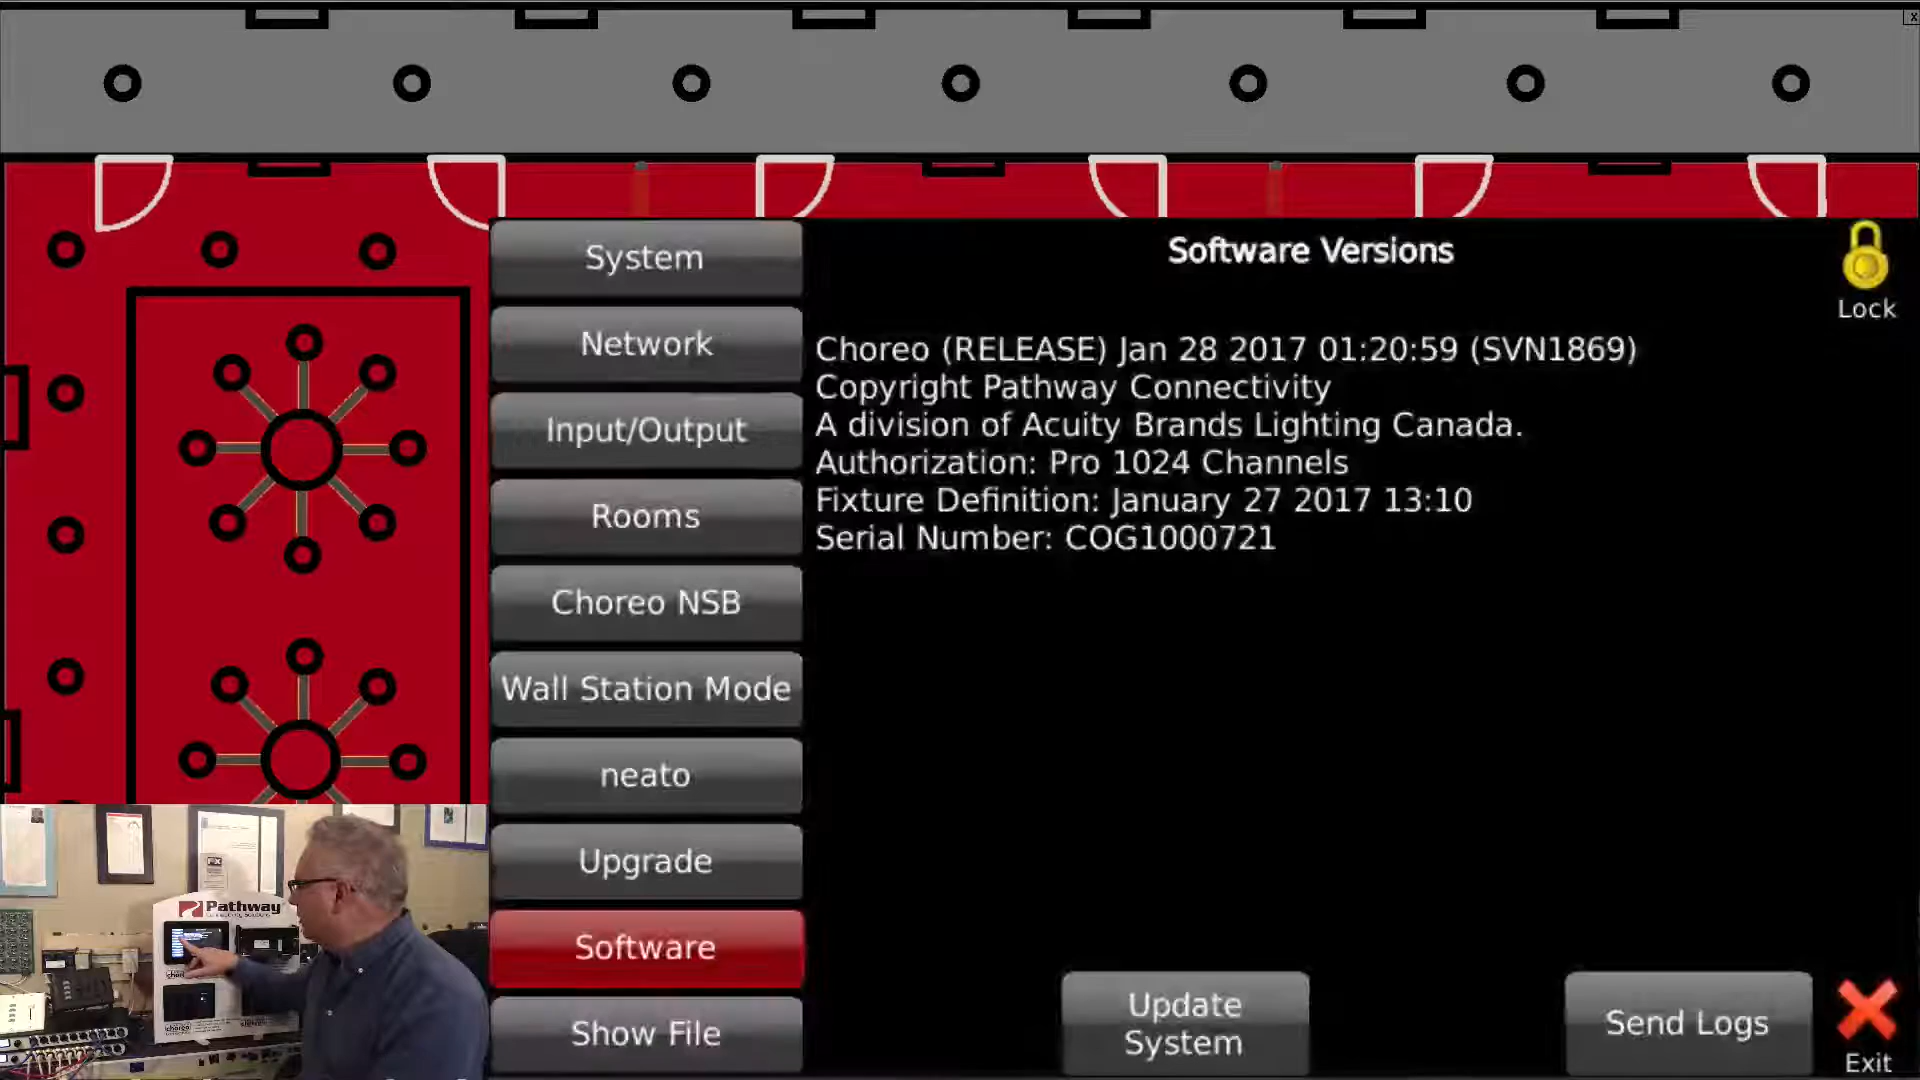 x
System
Network
Input/Output
Rooms
Choreo NSB
Wall Station Mode
neato
Upgrade
Software
Show File
Software Versions
Lock
Choreo (RELEASE) Jan 28 2017 01:20:59 (SVN1869)
Copyright Pathway Connectivity
A division of Acuity Brands Lighting Canada.
Authorization: Pro 1024 Channels
Fixture Definition: January 27 2017 13:10
Serial Number: COG1000721
Update
System
Send Logs
Exit
Pathway
choreo